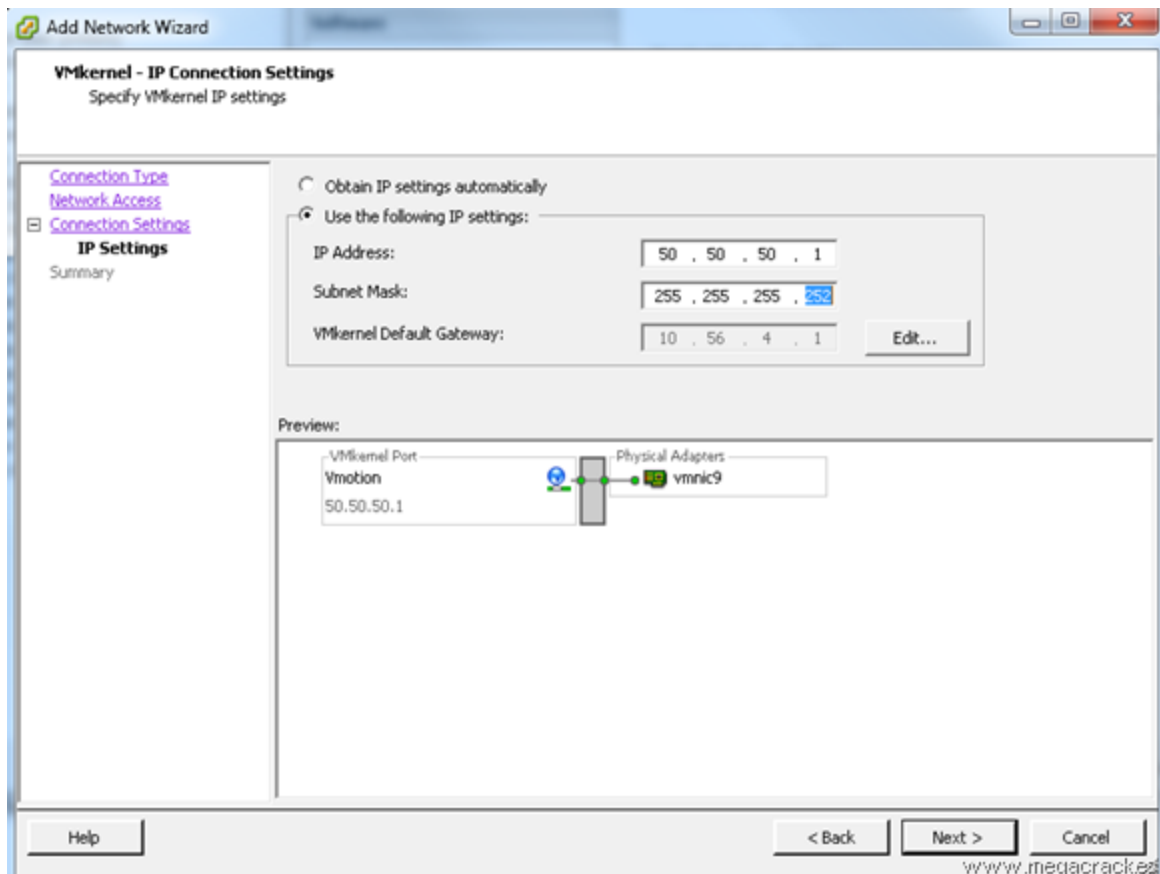 Add Network Wizard
VMkernel - IP Connection Settings
Specify VMkernel IP settings
Connection Type
Network Access
Connection Settings
IP Settings
Summary
Obtain IP settings automatically
Use the following IP settings:
IP Address:
50 . 50 . 50 . 1
Subnet Mask:
255 . 255 . 255 . 252
VMkernel Default Gateway:
10 . 56 . 4 . 1
Edit...
Preview:
VMkernel Port
Vmotion
50.50.50.1
Physical Adapters
vmnic9
Help
< Back
Next >
Cancel